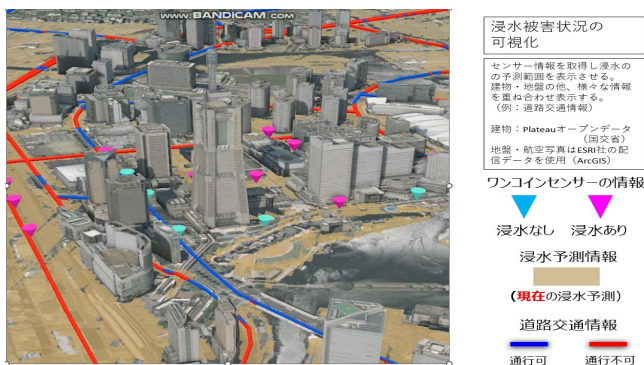 WWW.BANDICAM.COM
浸水被害状況の
可視化
センサー情報を取得し浸水の
の予測範囲を表示させる。
建物・地盤の他、様々な情報
を重ね合わせ表示する。
(例：道路交通情報)
建物：Plateauオープンデータ
(国交省)
地盤・航空写真はESRI社の配
信データを使用（ArcGIS）
ワンコインセンサーの情報
浸水なし 浸水あり
浸水予測情報
(現在の浸水予測)
道路交通情報
通行可 通行不可